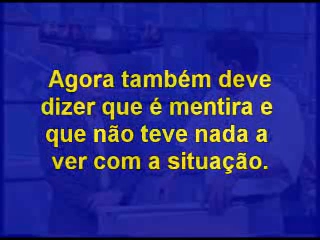 Agora também deve
dizer que é mentira e
que não teve nada a
ver com a situação.